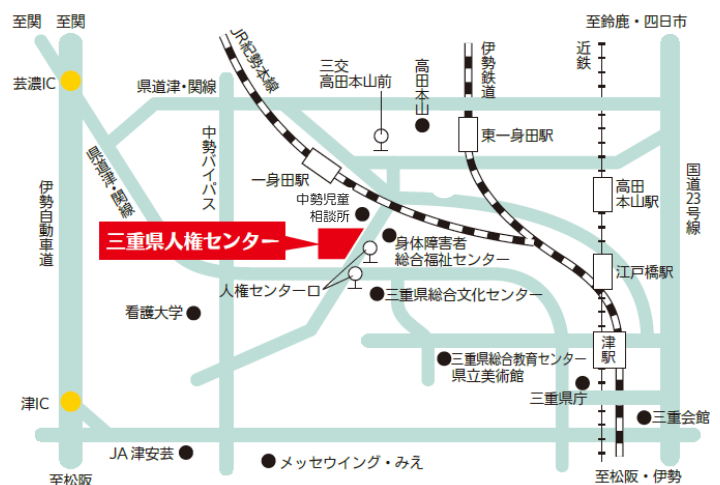 至関
至関
至鈴鹿・四日市
芸濃IC
県道津・関線
JR紀勢本線
三交
高田本山前
高田本山
伊勢鉄道
近鉄
東一身田駅
県道津・関線
中勢バイパス
一身田駅
国道23号線
高田
本山駅
伊勢自動車道
中勢児童
相談所
三重県人権センター
身体障害者
総合福祉センター
江戸橋駅
人権センター口
三重県総合文化センター
看護大学
津駅
三重県総合教育センター
県立美術館
三重県庁
津IC
三重会館
JA津安芸
メッセウイング・みえ
至松阪
至松阪・伊勢